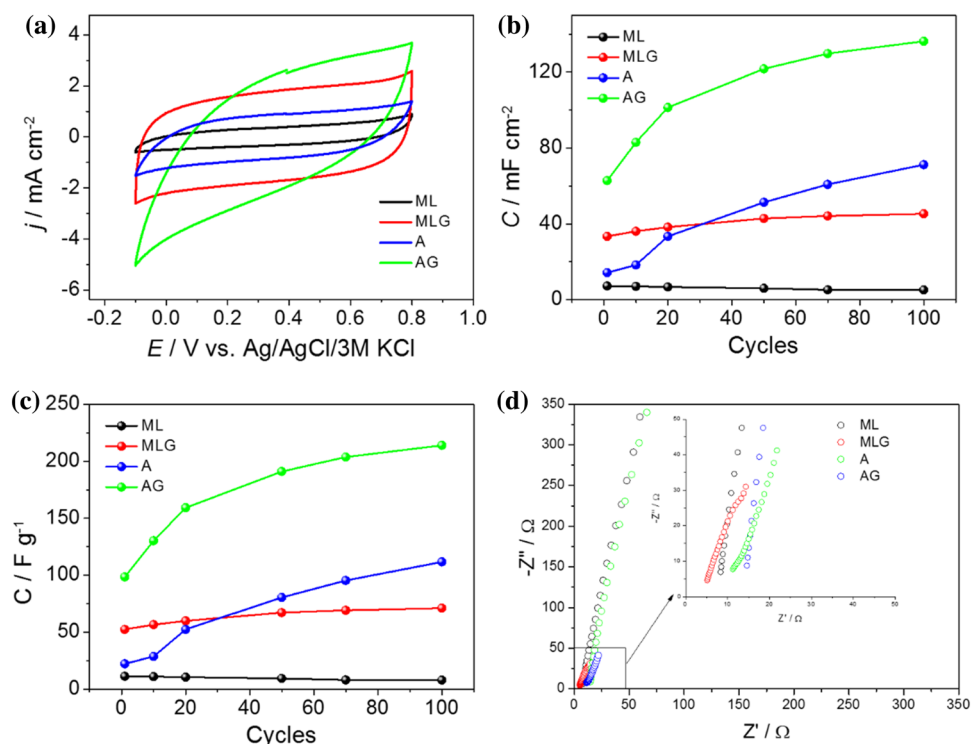 (a)
4
2
0
-2
-4
-6
j / mA cm-2
-0.2 0.0 0.2 0.4 0.6 0.8 1.0
E / V vs. Ag/AgCl/3M KCl
ML
MLG
A
AG
(b)
120
80
40
0
C / mF cm-2
0 20 40 60 80 100
Cycles
ML
MLG
A
AG
(c)
250
200
150
100
50
0
C / F g-1
0 20 40 60 80 100
Cycles
ML
MLG
A
AG
(d)
350
300
250
200
150
100
50
0
-Z" / Ω
0 50 100 150 200 250 300 350
Z' / Ω
50
40
30
20
10
0
-Z" / Ω
0 10 20 30 40 50
Z' / Ω
ML
MLG
A
AG